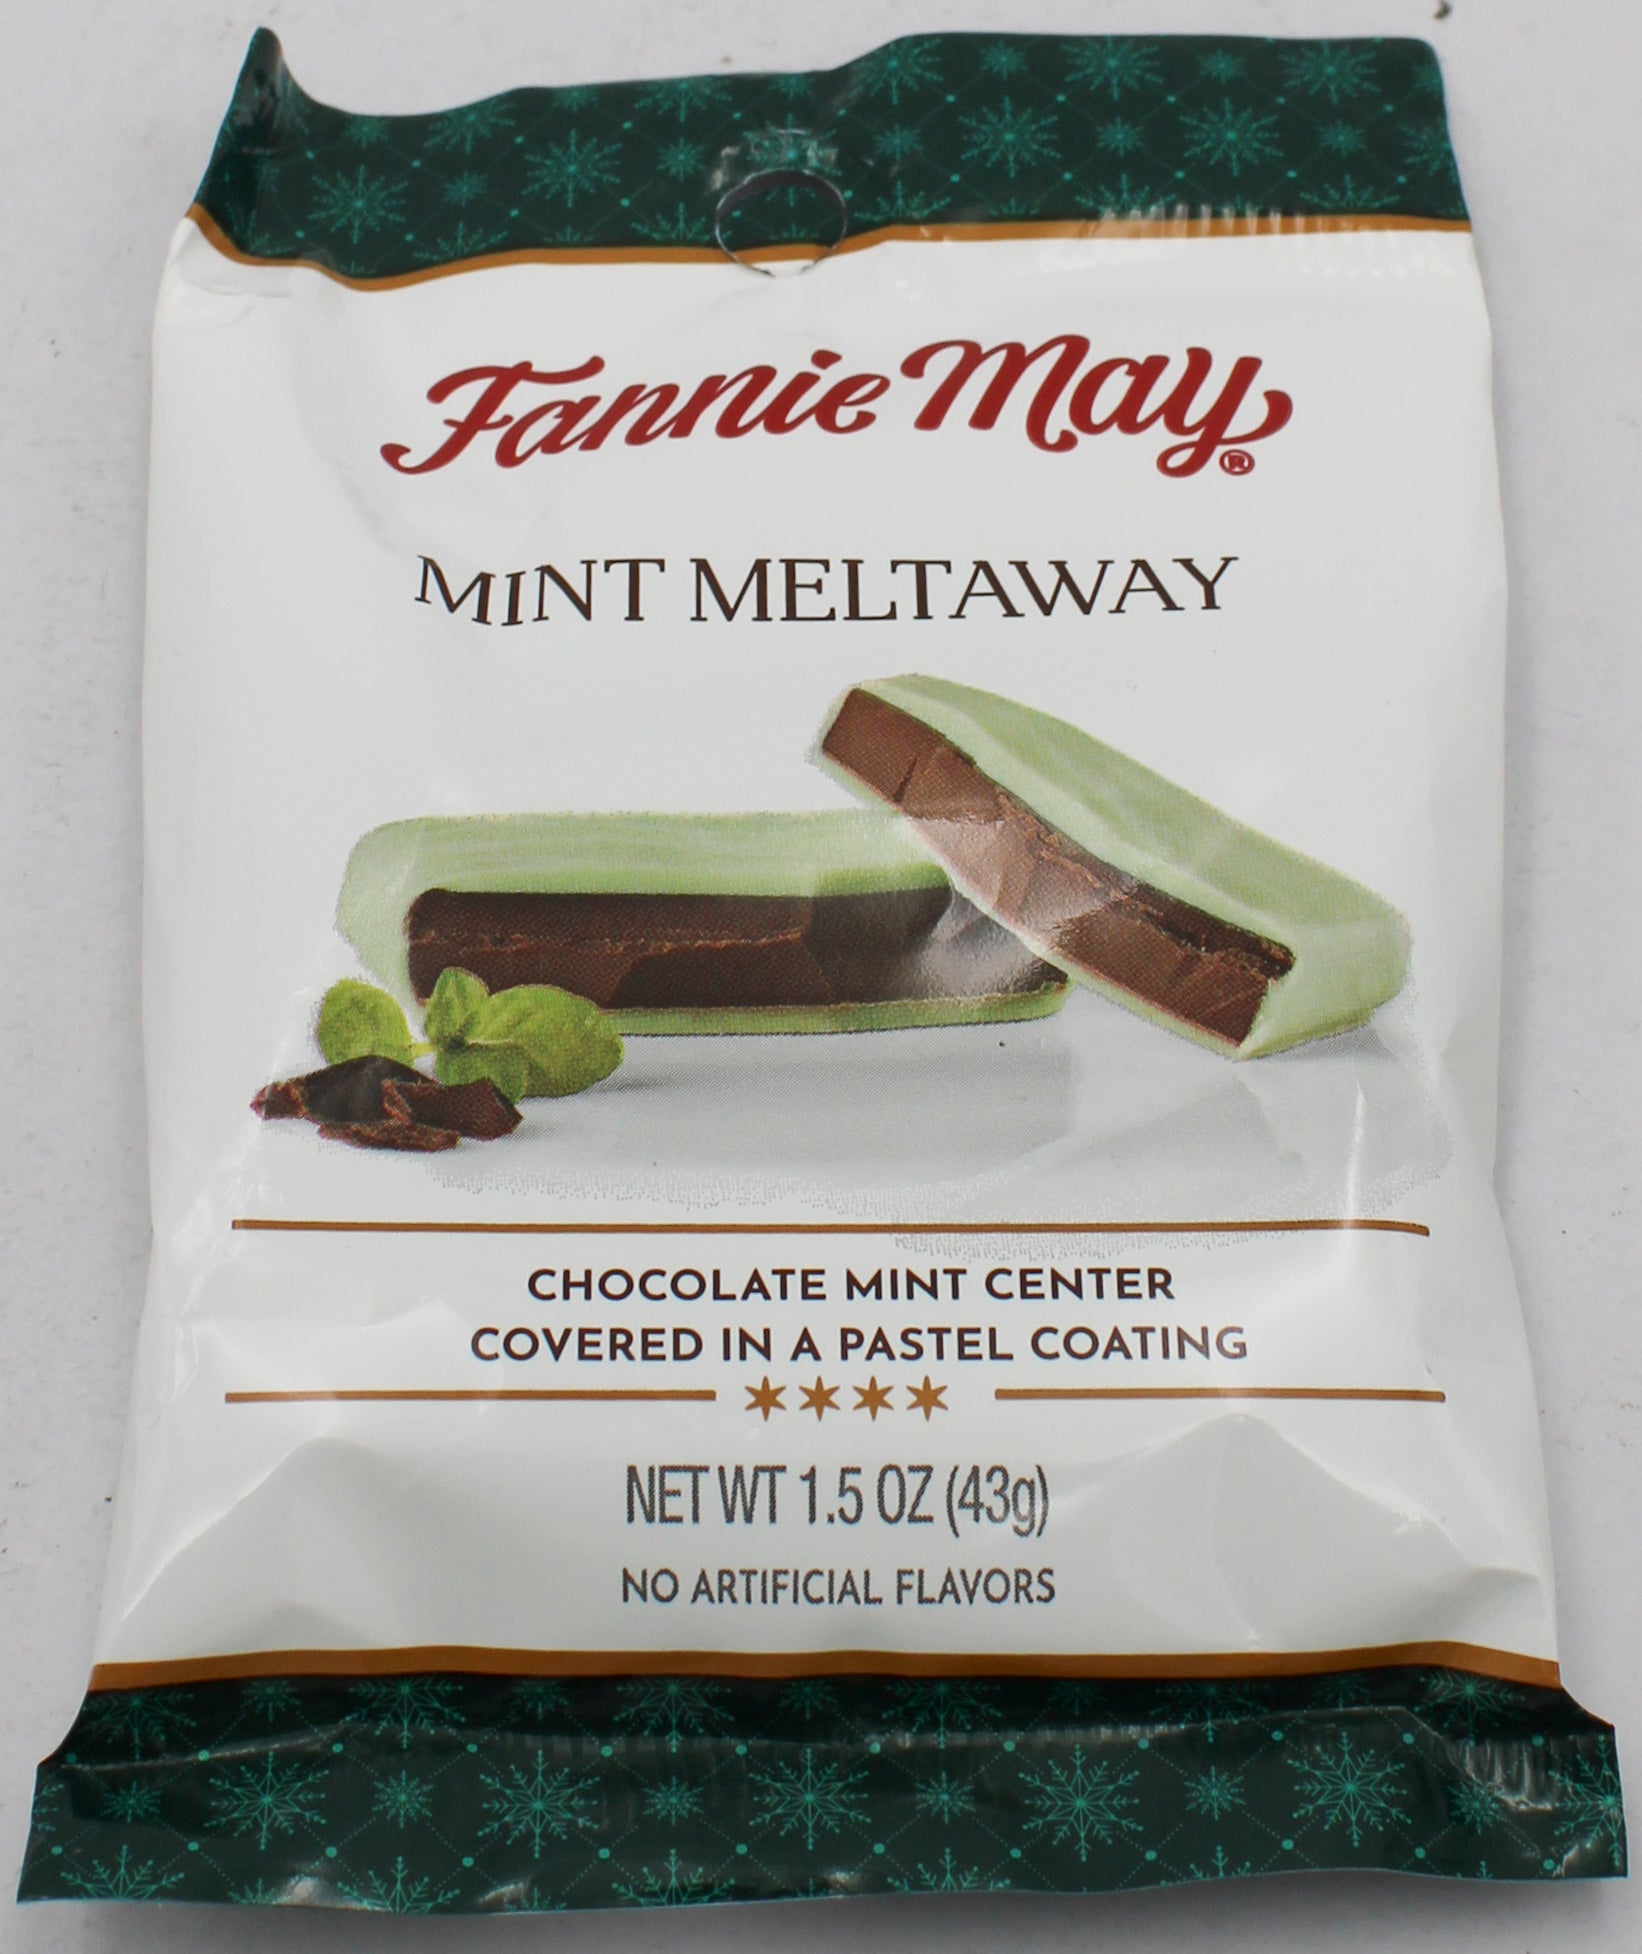 Fannie May®
MINT MELTAWAY
CHOCOLATE MINT CENTER
COVERED IN A PASTEL COATING
NET WT 1.5 OZ (43g)
NO ARTIFICIAL FLAVORS